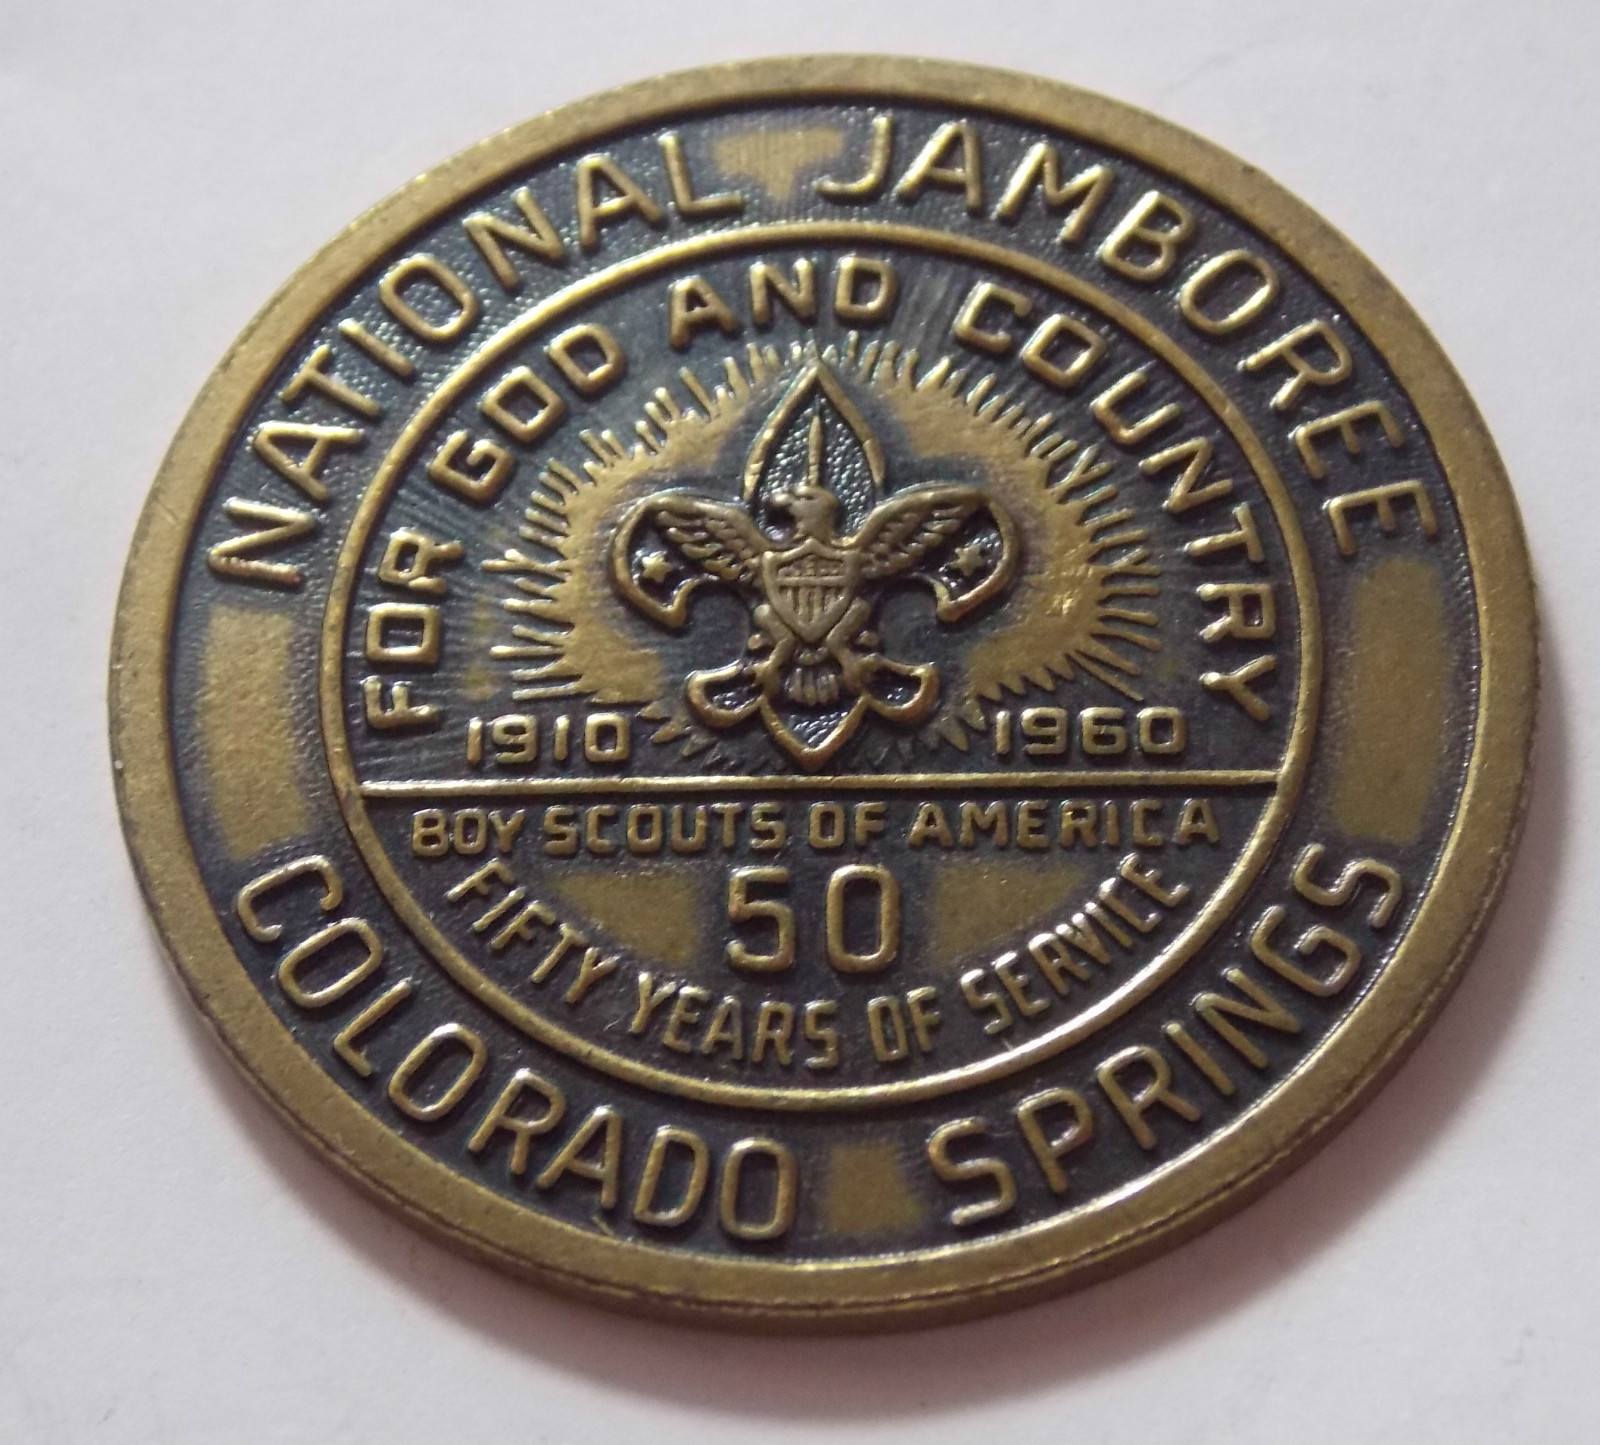 NATIONAL JAMBOREE
FOR GOD AND COUNTRY
1910 1960
BOY SCOUTS OF AMERICA
50
FIFTY YEARS OF SERVICE
COLORADO SPRINGS